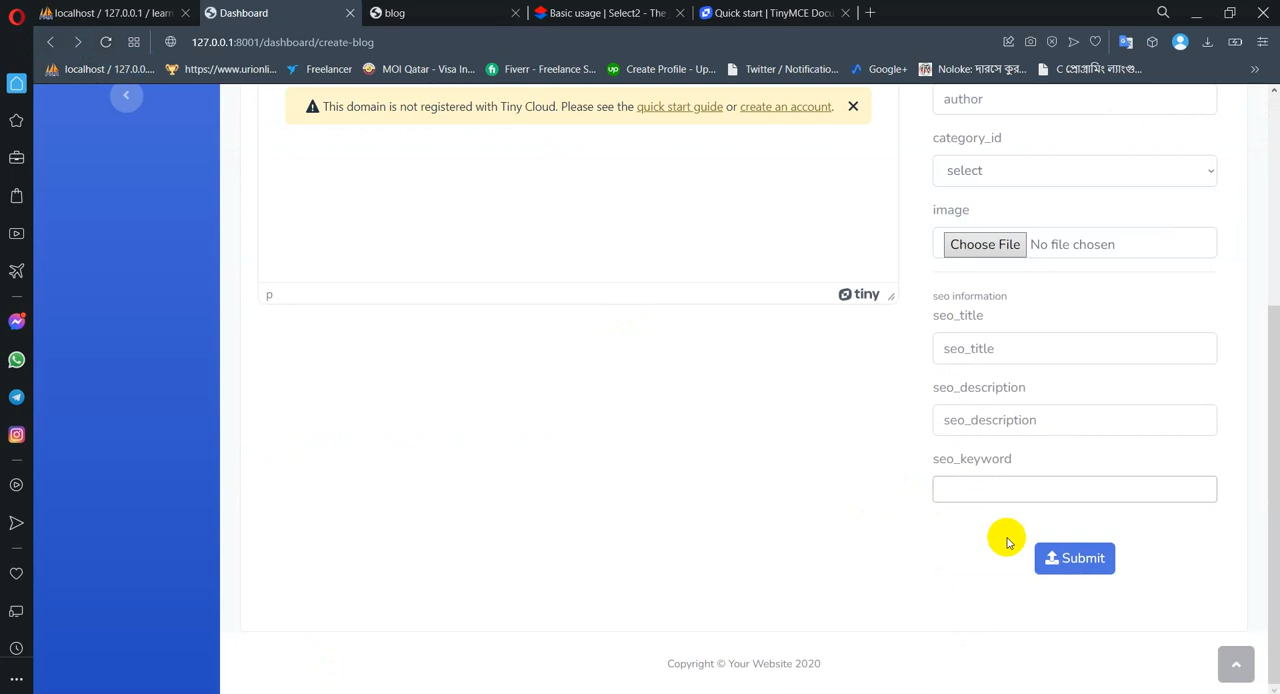 localhost / 127.0.0.1 / learn
Dashboard
blog
Basic usage | Select2 - The
Quick start | TinyMCE Docu
127.0.0.1:8001/dashboard/create-blog
localhost / 127.0.0....
https://www.urionli...
Freelancer
MOI Qatar - Visa In...
Fiverr - Freelance S...
Create Profile - Up...
Twitter / Notificatio...
Google+
Noloke: দারসে কুর...
C প্রোগ্রামিং ল্যাংগু...
This domain is not registered with Tiny Cloud. Please see the quick start guide or create an account.
p
tiny
author
category_id
select
image
Choose File No file chosen
seo information
seo_title
seo_title
seo_description
seo_description
seo_keyword
Submit
Copyright © Your Website 2020